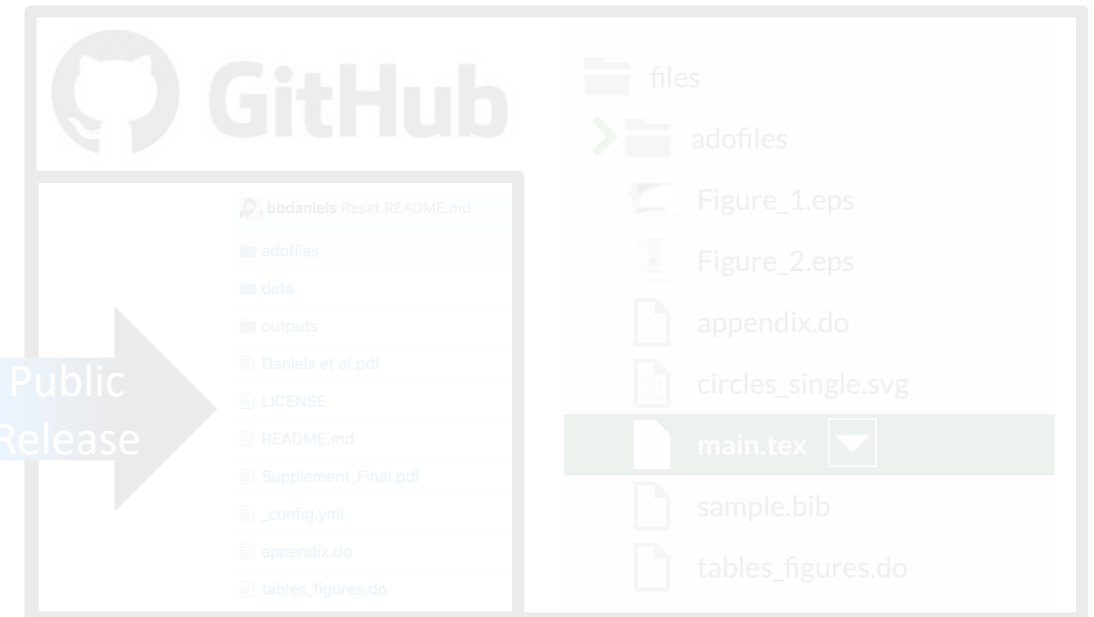 GitHub
bbdaniels Reset README.md
adofiles
data
outputs
Daniels et al.pdf
LICENSE
README.md
Supplement_Final.pdf
_config.yml
appendix.do
tables_figures.do
Public
Release
files
adofiles
Figure_1.eps
Figure_2.eps
appendix.do
circles_single.svg
main.tex
sample.bib
tables_figures.do